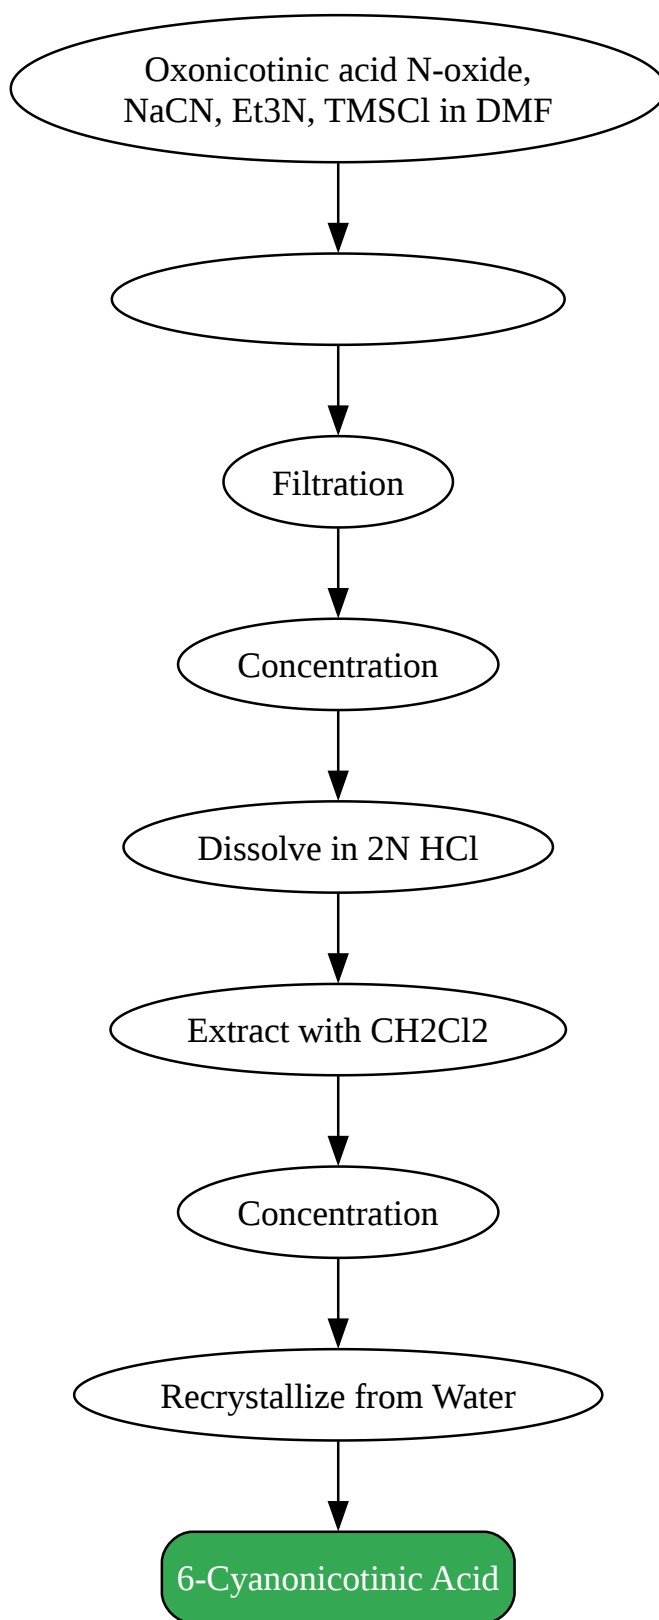 Oxonicotinic acid N-oxide,
NaCN, Et3N, TMSCl in DMF
Filtration
Concentration
Dissolve in 2N HCl
Extract with CH2Cl2
Concentration
Recrystallize from Water
6-Cyanonicotinic Acid